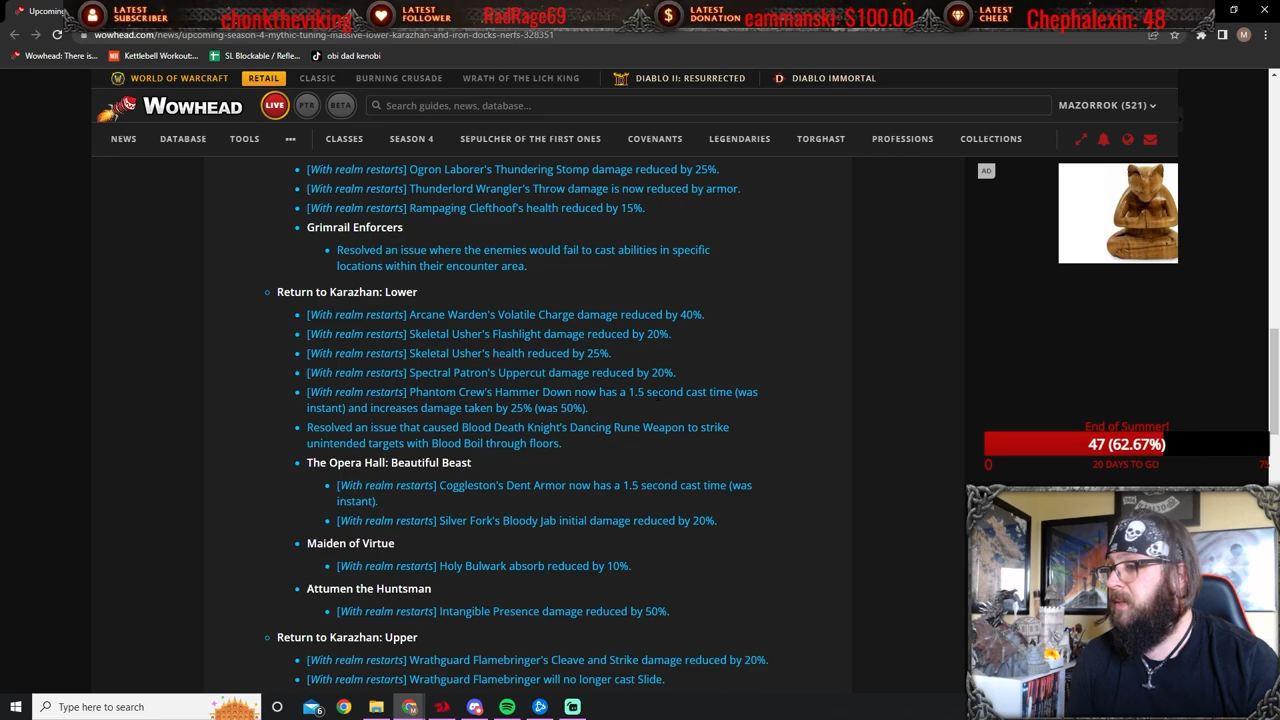 Upcoming
LATEST SUBSCRIBER
chonktheviking
LATEST FOLLOWER
RadRage69
LATEST DONATION
eammanski: $100.00
LATEST CHEER
Chephalexin: 48
wowhead.com/news/upcoming-season-4-mythic-tuning-massive-lower-karazhan-and-iron-docks-nerfs-328351
M
Wowhead: There is...
Kettlebell Workout:...
SL Blockable / Refle...
obi dad kenobi
WORLD OF WARCRAFT
RETAIL
CLASSIC
BURNING CRUSADE
WRATH OF THE LICH KING
DIABLO II: RESURRECTED
DIABLO IMMORTAL
WOWHEAD
LIVE
PTR
BETA
Search guides, news, database...
MAZORROK (521)
NEWS
DATABASE
TOOLS
•••
CLASSES
SEASON 4
SEPULCHER OF THE FIRST ONES
COVENANTS
LEGENDARIES
TORGHAST
PROFESSIONS
COLLECTIONS
[With realm restarts] Ogron Laborer's Thundering Stomp damage reduced by 25%.
[With realm restarts] Thunderlord Wrangler's Throw damage is now reduced by armor.
[With realm restarts] Rampaging Clefthoof's health reduced by 15%.
Grimrail Enforcers
Resolved an issue where the enemies would fail to cast abilities in specific
locations within their encounter area.
Return to Karazhan: Lower
[With realm restarts] Arcane Warden's Volatile Charge damage reduced by 40%.
[With realm restarts] Skeletal Usher's Flashlight damage reduced by 20%.
[With realm restarts] Skeletal Usher's health reduced by 25%.
[With realm restarts] Spectral Patron's Uppercut damage reduced by 20%.
[With realm restarts] Phantom Crew's Hammer Down now has a 1.5 second cast time (was
instant) and increases damage taken by 25% (was 50%).
Resolved an issue that caused Blood Death Knight's Dancing Rune Weapon to strike
unintended targets with Blood Boil through floors.
The Opera Hall: Beautiful Beast
[With realm restarts] Coggleston's Dent Armor now has a 1.5 second cast time (was
instant).
[With realm restarts] Silver Fork's Bloody Jab initial damage reduced by 20%.
Maiden of Virtue
[With realm restarts] Holy Bulwark absorb reduced by 10%.
Attumen the Huntsman
[With realm restarts] Intangible Presence damage reduced by 50%.
Return to Karazhan: Upper
[With realm restarts] Wrathguard Flamebringer's Cleave and Strike damage reduced by 20%.
[With realm restarts] Wrathguard Flamebringer will no longer cast Slide.
AD
End of Summer!
47 (62.67%)
0
20 DAYS TO GO
75
Type here to search
6